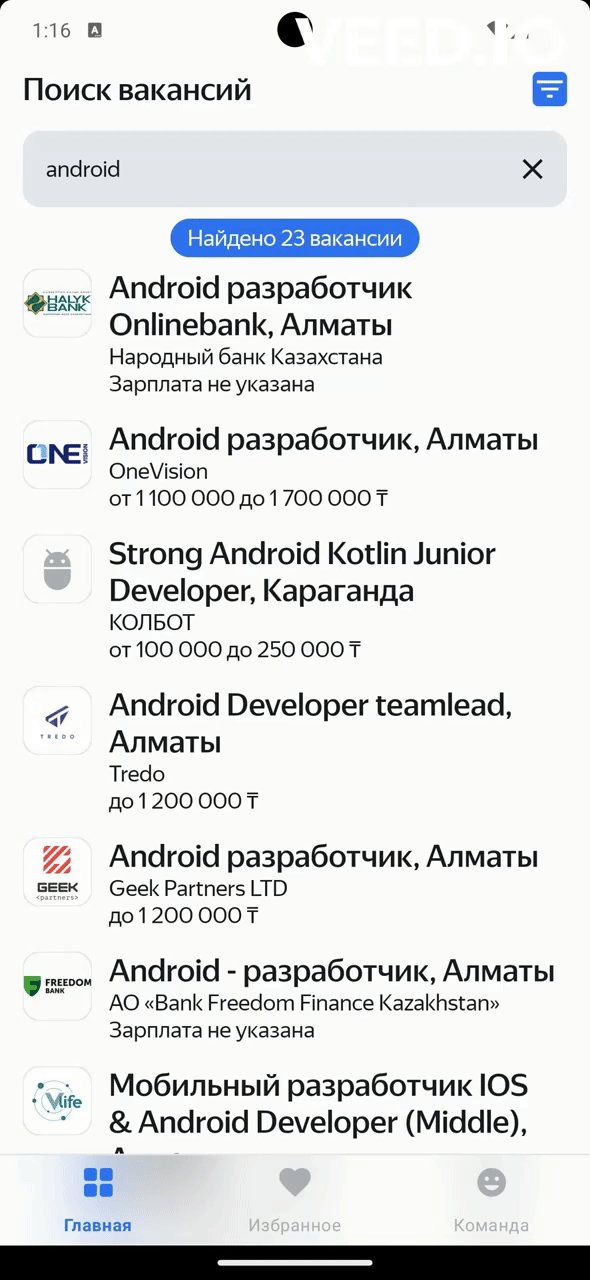 1:16
A
VEED.IO
Поиск вакансий
android
Найдено 23 вакансии
HALYK
BANK
Android разработчик
Onlinebank, Алматы
Народный банк Казахстана
Зарплата не указана
ONE
VISION
Android разработчик, Алматы
OneVision
от 1 100 000 до 1 700 000 ₸
Strong Android Kotlin Junior
Developer, Караганда
КОЛБОТ
от 100 000 до 250 000 ₸
TREDO
Android Developer teamlead,
Алматы
Tredo
до 1 200 000 ₸
GEEK
<partners>
Android разработчик, Алматы
Geek Partners LTD
до 1 200 000 ₸
FREEDOM
BANK
Android - разработчик, Алматы
АО «Bank Freedom Finance Kazakhstan»
Зарплата не указана
Vlife
Мобильный разработчик IOS
& Android Developer (Middle),
Главная
Избранное
Команда